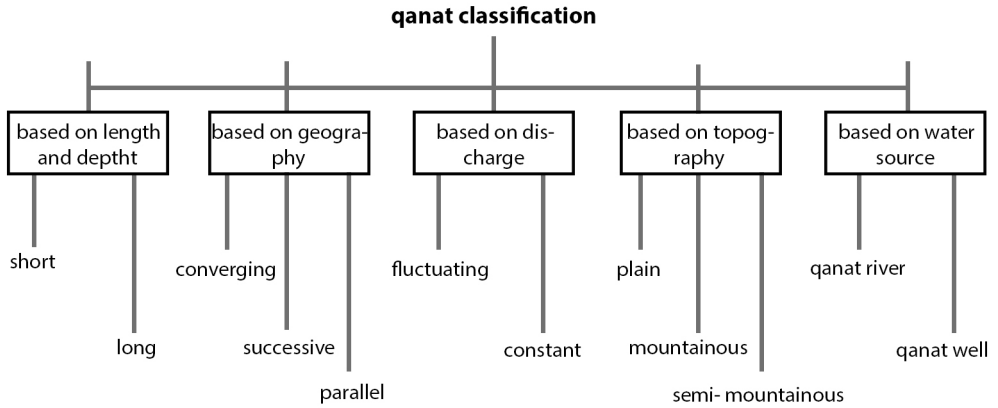 qanat classification
based on length
and deptht
based on geogra-
phy
based on dis-
charge
based on topog-
raphy
based on water
source
short
long
converging
successive
parallel
fluctuating
constant
plain
mountainous
semi- mountainous
qanat river
qanat well